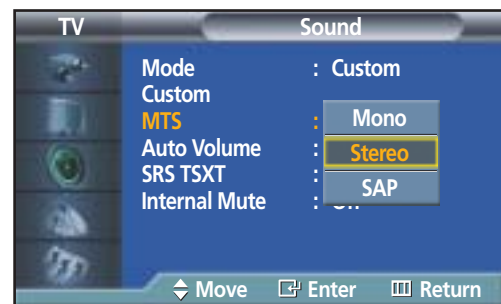 TV Sound
Mode : Custom
Custom
MTS : Mono
Auto Volume : Stereo
SRS TSXT : SAP
Internal Mute :
Move Enter Return